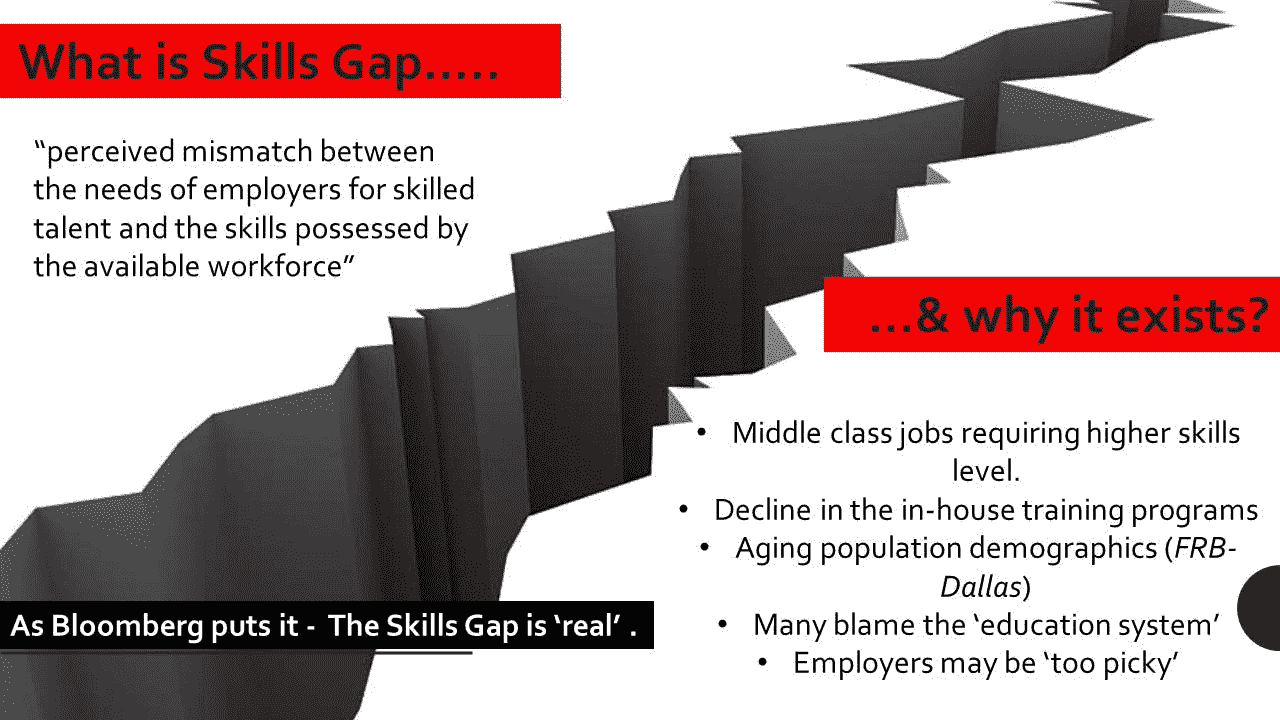 What is Skills Gap.....
“perceived mismatch between
the needs of employers for skilled
talent and the skills possessed by
the available workforce”
...& why it exists?
• Middle class jobs requiring higher skills
level.
• Decline in the in-house training programs
• Aging population demographics (FRB-
Dallas)
• Many blame the ‘education system’
• Employers may be ‘too picky’
As Bloomberg puts it - The Skills Gap is ‘real’ .